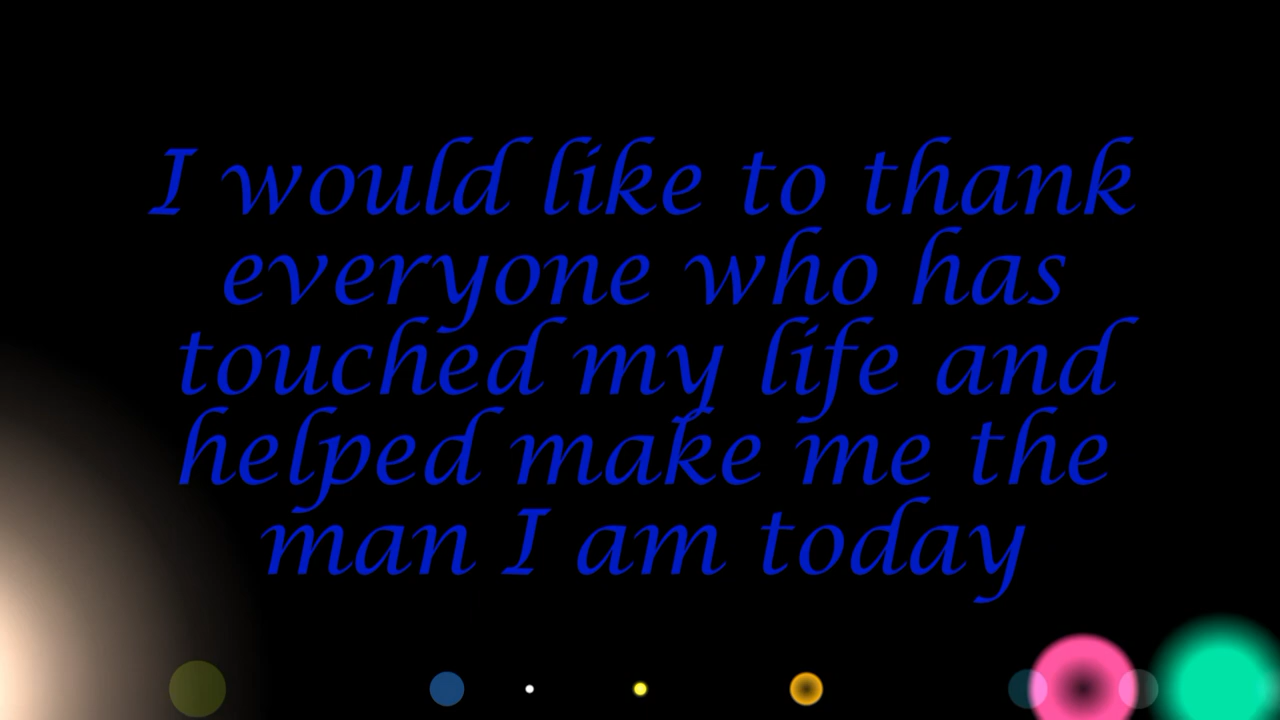 I would like to thank
everyone who has
touched my life and
helped make me the
man I am today